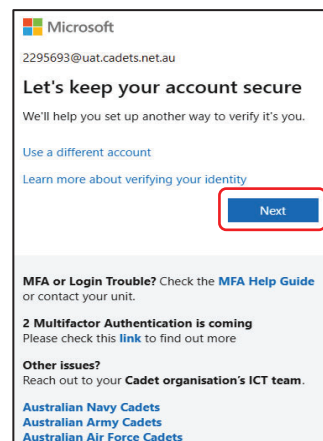 Microsoft
2295693@uat.cadets.net.au
Let's keep your account secure
We'll help you set up another way to verify it's you.
Use a different account
Learn more about verifying your identity
Next
MFA or Login Trouble? Check the MFA Help Guide
or contact your unit.
2 Multifactor Authentication is coming
Please check this link to find out more
Other issues?
Reach out to your Cadet organisation's ICT team.
Australian Navy Cadets
Australian Army Cadets
Australian Air Force Cadets